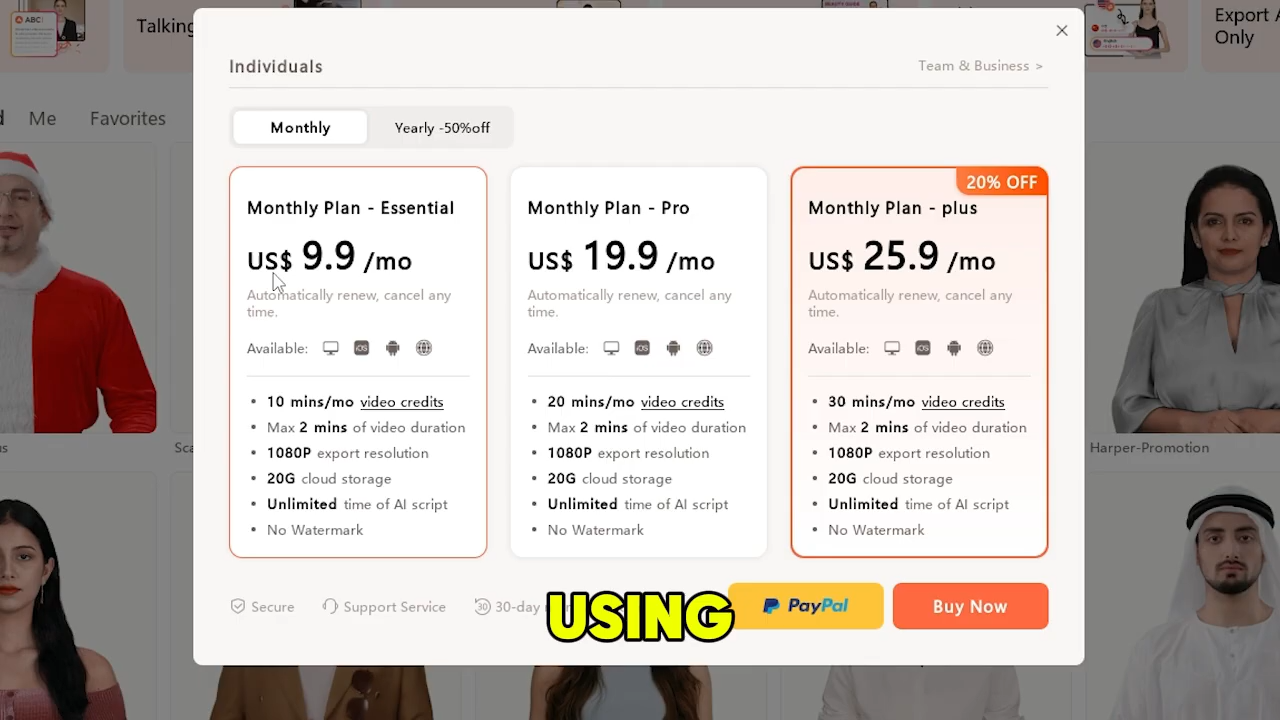 ABC!
Talking
Export A
Only
Individuals
Team & Business >
Me
Favorites
Monthly
Yearly -50%off
20% OFF
Monthly Plan - Essential
US$ 9.9 /mo
Automatically renew, cancel any
time.
Available:
10 mins/mo video credits
Max 2 mins of video duration
1080P export resolution
20G cloud storage
Unlimited time of AI script
No Watermark
Monthly Plan - Pro
US$ 19.9 /mo
Automatically renew, cancel any
time.
Available:
20 mins/mo video credits
Max 2 mins of video duration
1080P export resolution
20G cloud storage
Unlimited time of AI script
No Watermark
Monthly Plan - plus
US$ 25.9 /mo
Automatically renew, cancel any
time.
Available:
30 mins/mo video credits
Max 2 mins of video duration
1080P export resolution
20G cloud storage
Unlimited time of AI script
No Watermark
Harper-Promotion
Secure
Support Service
30-day
USING
PayPal
Buy Now